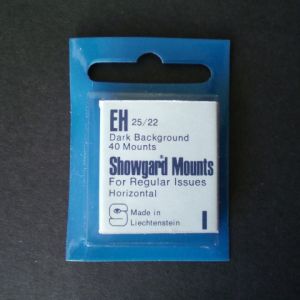 EH 25/22
Dark Background
40 Mounts
Showgard Mounts
For Regular Issues
Horizontal
S Made in
Liechtenstein